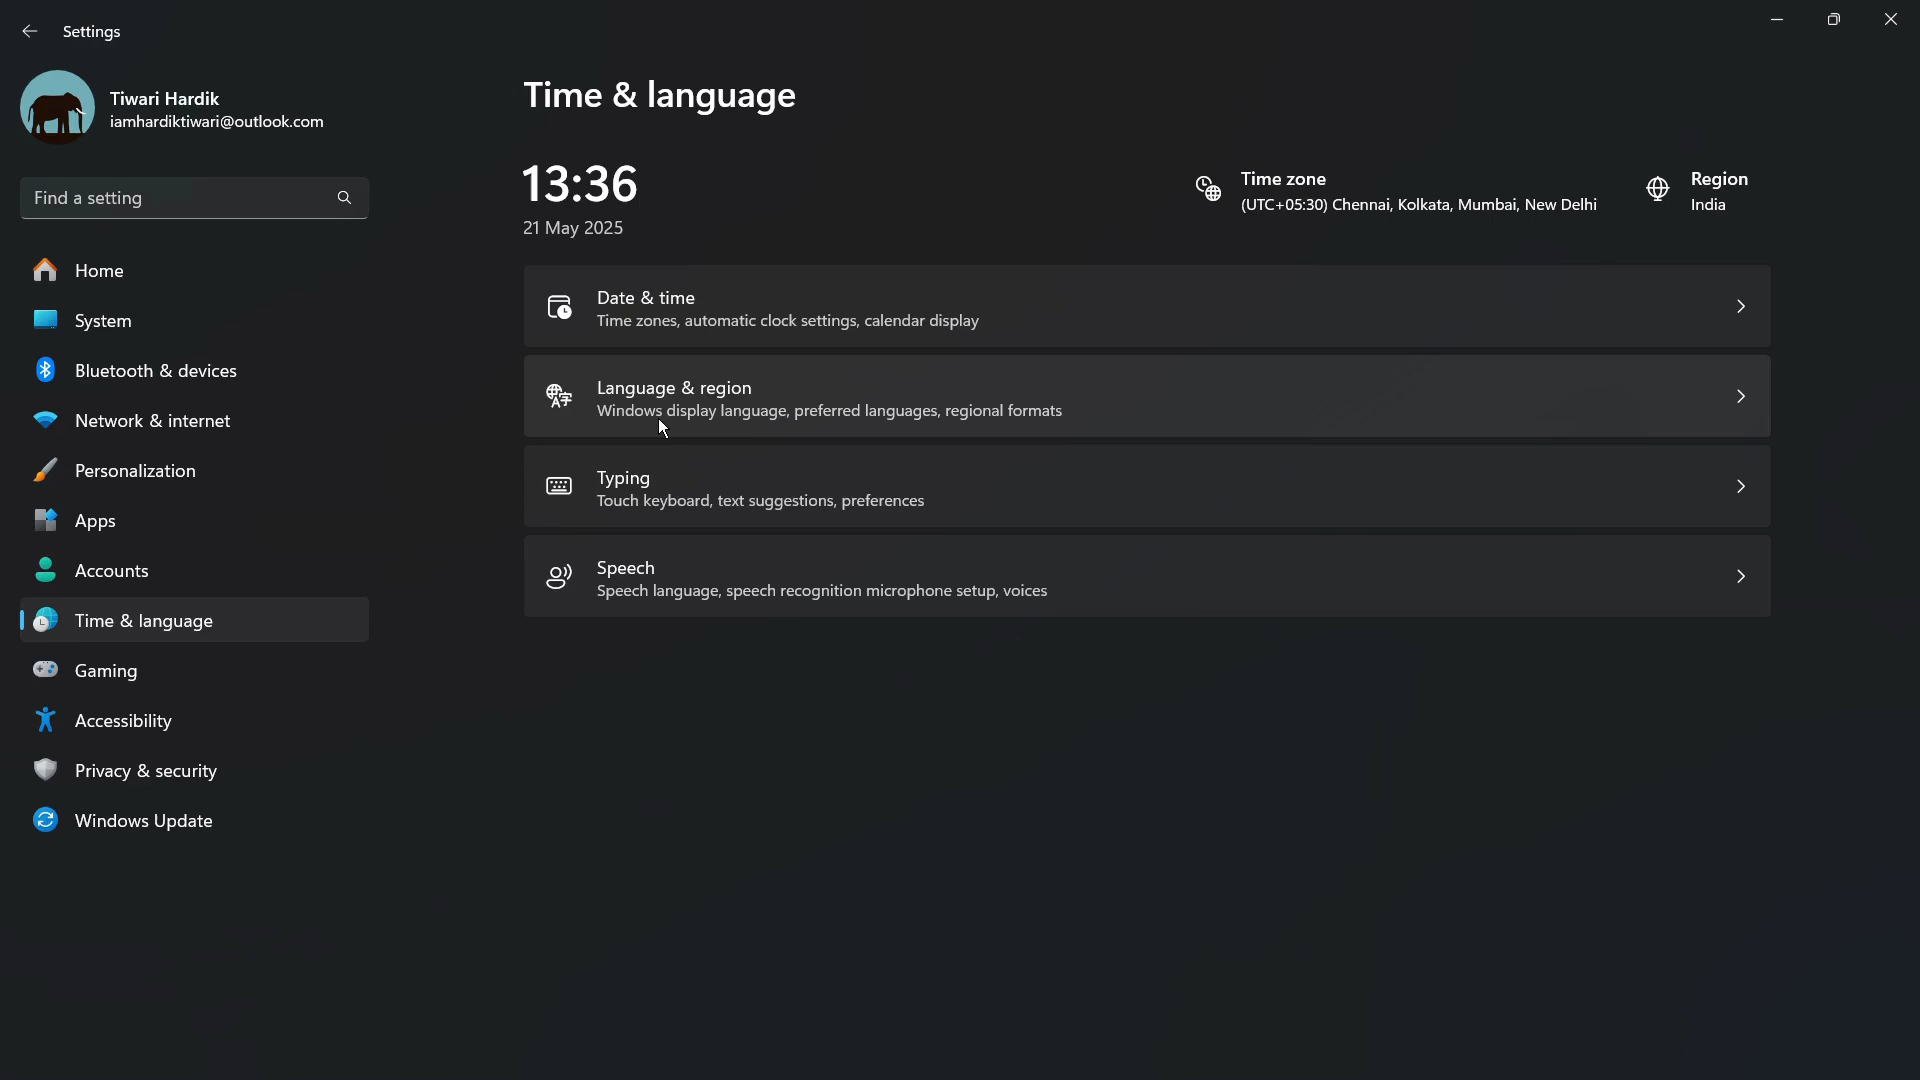 Settings
Tiwari Hardik
iamhardiktiwari@outlook.com
Find a setting
Home
System
Bluetooth & devices
Network & internet
Personalization
Apps
Accounts
Time & language
Gaming
Accessibility
Privacy & security
Windows Update
Time & language
13:36
21 May 2025
Time zone
(UTC+05:30) Chennai, Kolkata, Mumbai, New Delhi
Region
India
Date & time
Time zones, automatic clock settings, calendar display
Language & region
Windows display language, preferred languages, regional formats
Typing
Touch keyboard, text suggestions, preferences
Speech
Speech language, speech recognition microphone setup, voices